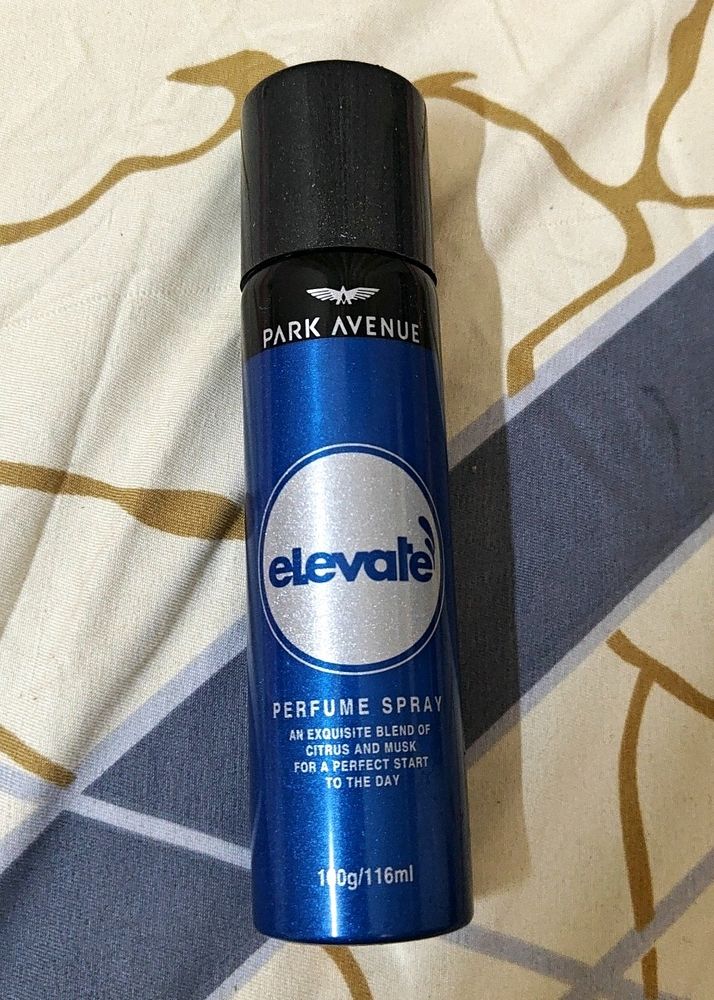 PARK AVENUE
elevate
PERFUME SPRAY
AN EXQUISITE BLEND OF
CITRUS AND MUSK
FOR A PERFECT START
TO THE DAY
100g/116ml